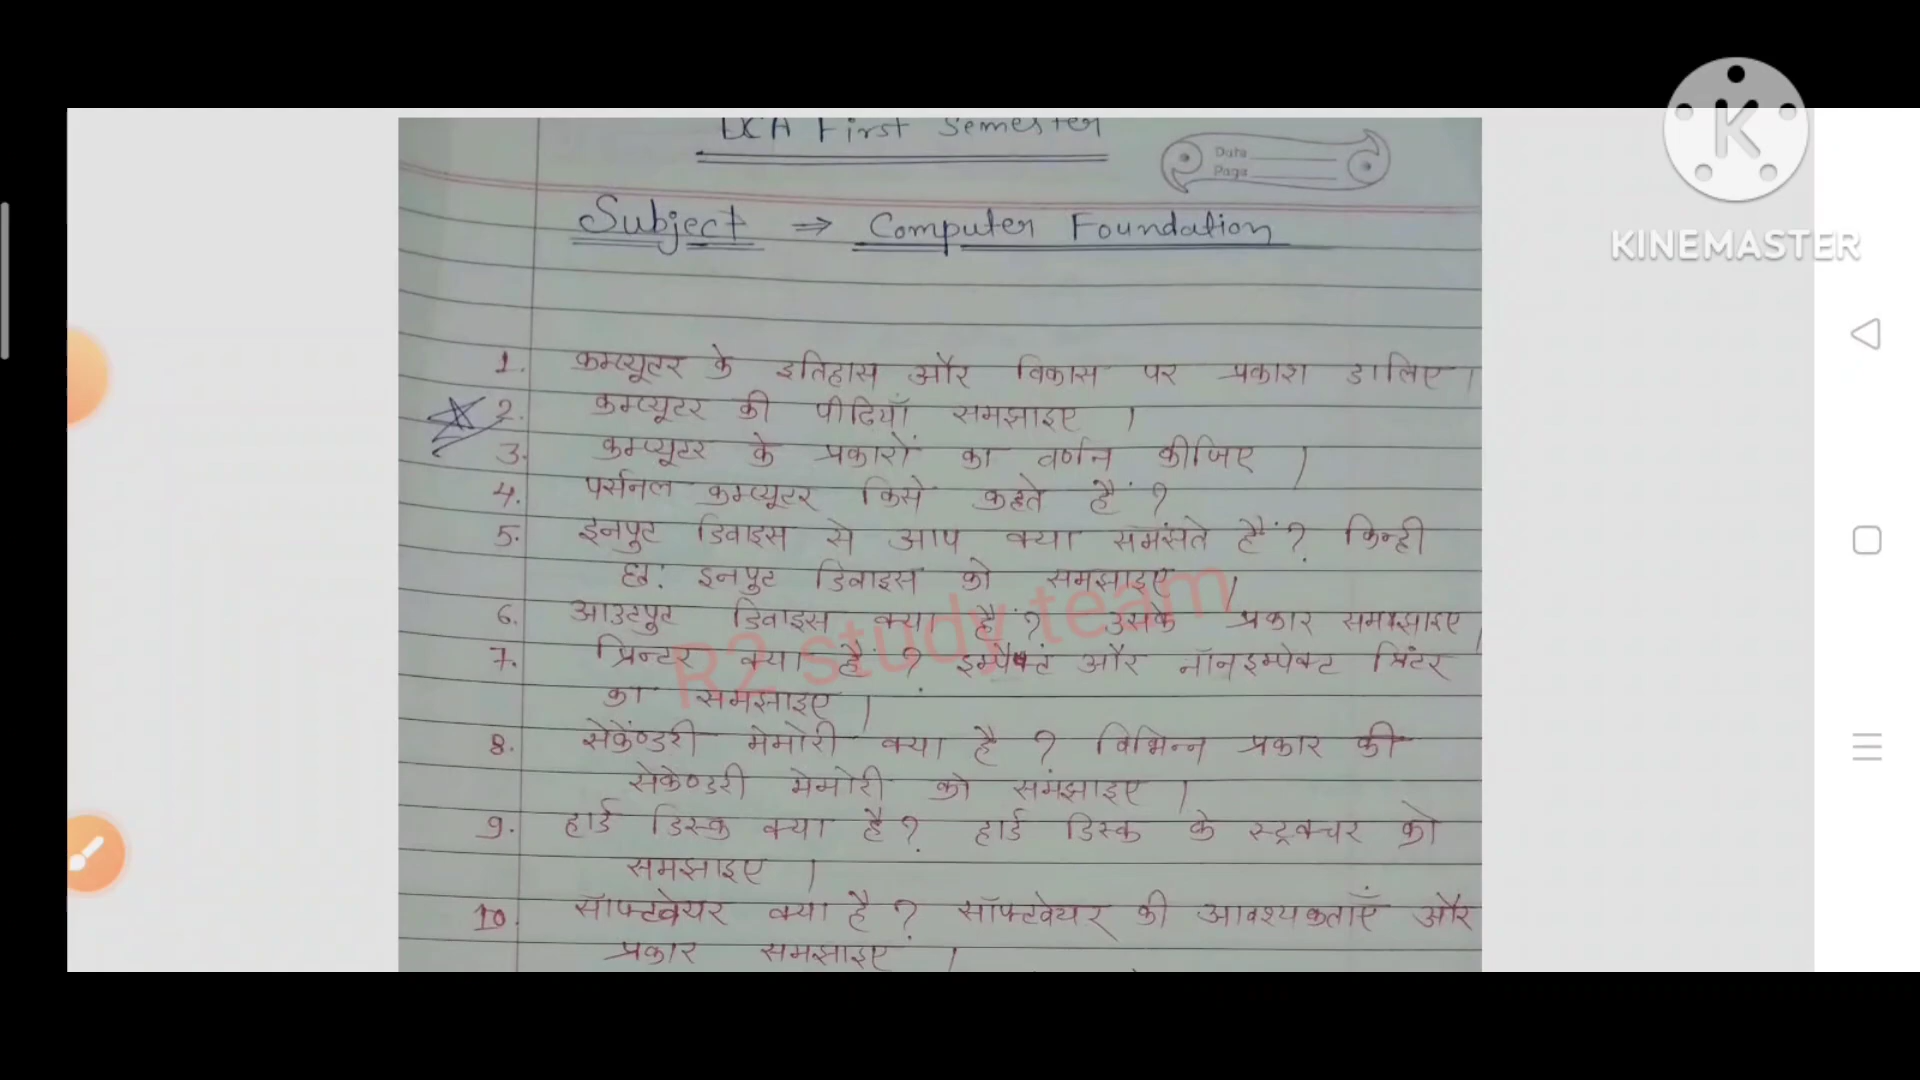 DCA First Semester
Date
Page
Subject ⇒ Computer Foundation
1. कम्प्यूटर के इतिहास और विकास पर प्रकाश डालिए।
2. कम्प्यूटर की पीढियाँ समझाइए।
3. कम्प्यूटर के प्रकारों का वर्णन कीजिए।
4. पर्सनल कम्प्यूटर किसे कहते हैं?
5. इनपुट डिवाइस से आप क्या समंसते हैं? किन्ही
छः इनपुट डिवाइस को समझाइए।
6. आउटपुट डिवाइस क्या है? उसके प्रकार समझाइए।
7. प्रिन्टर क्या है? इम्पैक्ट और नॉनइम्पेक्ट प्रिंटर
का समझाइए।
8. सेकेंण्डरी मेमोरी क्या है? विभिन्न प्रकार की
सेकेण्डरी मेमोरी को संमझाइए।
9. हार्ड डिस्क क्या है? हार्ड डिस्क के स्ट्रक्चर को
समझाइए।
10. सॉफ्टवेयर क्या है? सॉफ्टवेयर की आवश्यकताएँ और
प्रकार समझाइए।
R2 study team
K
KINEMASTER